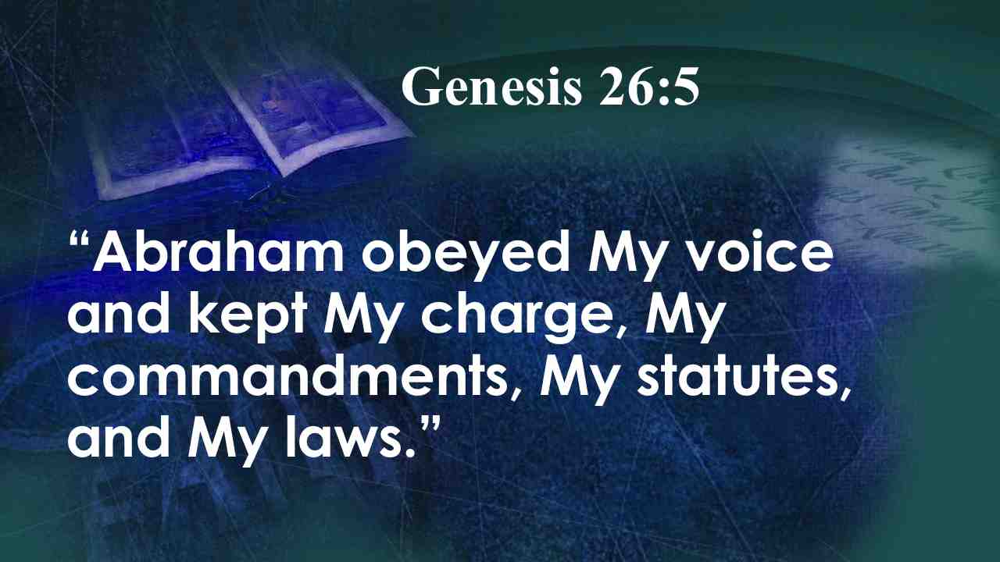 Genesis 26:5
“Abraham obeyed My voice
and kept My charge, My
commandments, My statutes,
and My laws.”